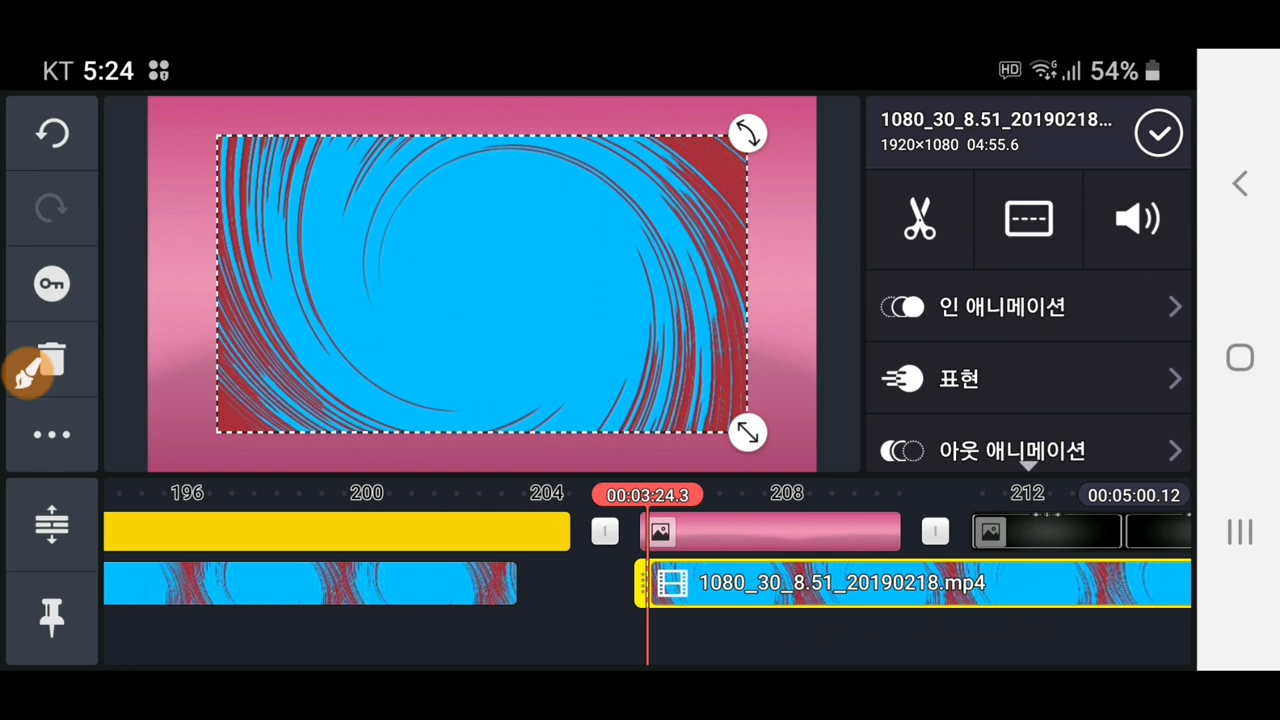 KT 5:24
HD 6 54%
1080_30_8.51_20190218...
1920×1080 04:55.6
인 애니메이션
표현
아웃 애니메이션
196 200 204 00:03:24.3 208 212 00:05:00.12
1080_30_8.51_20190218.mp4